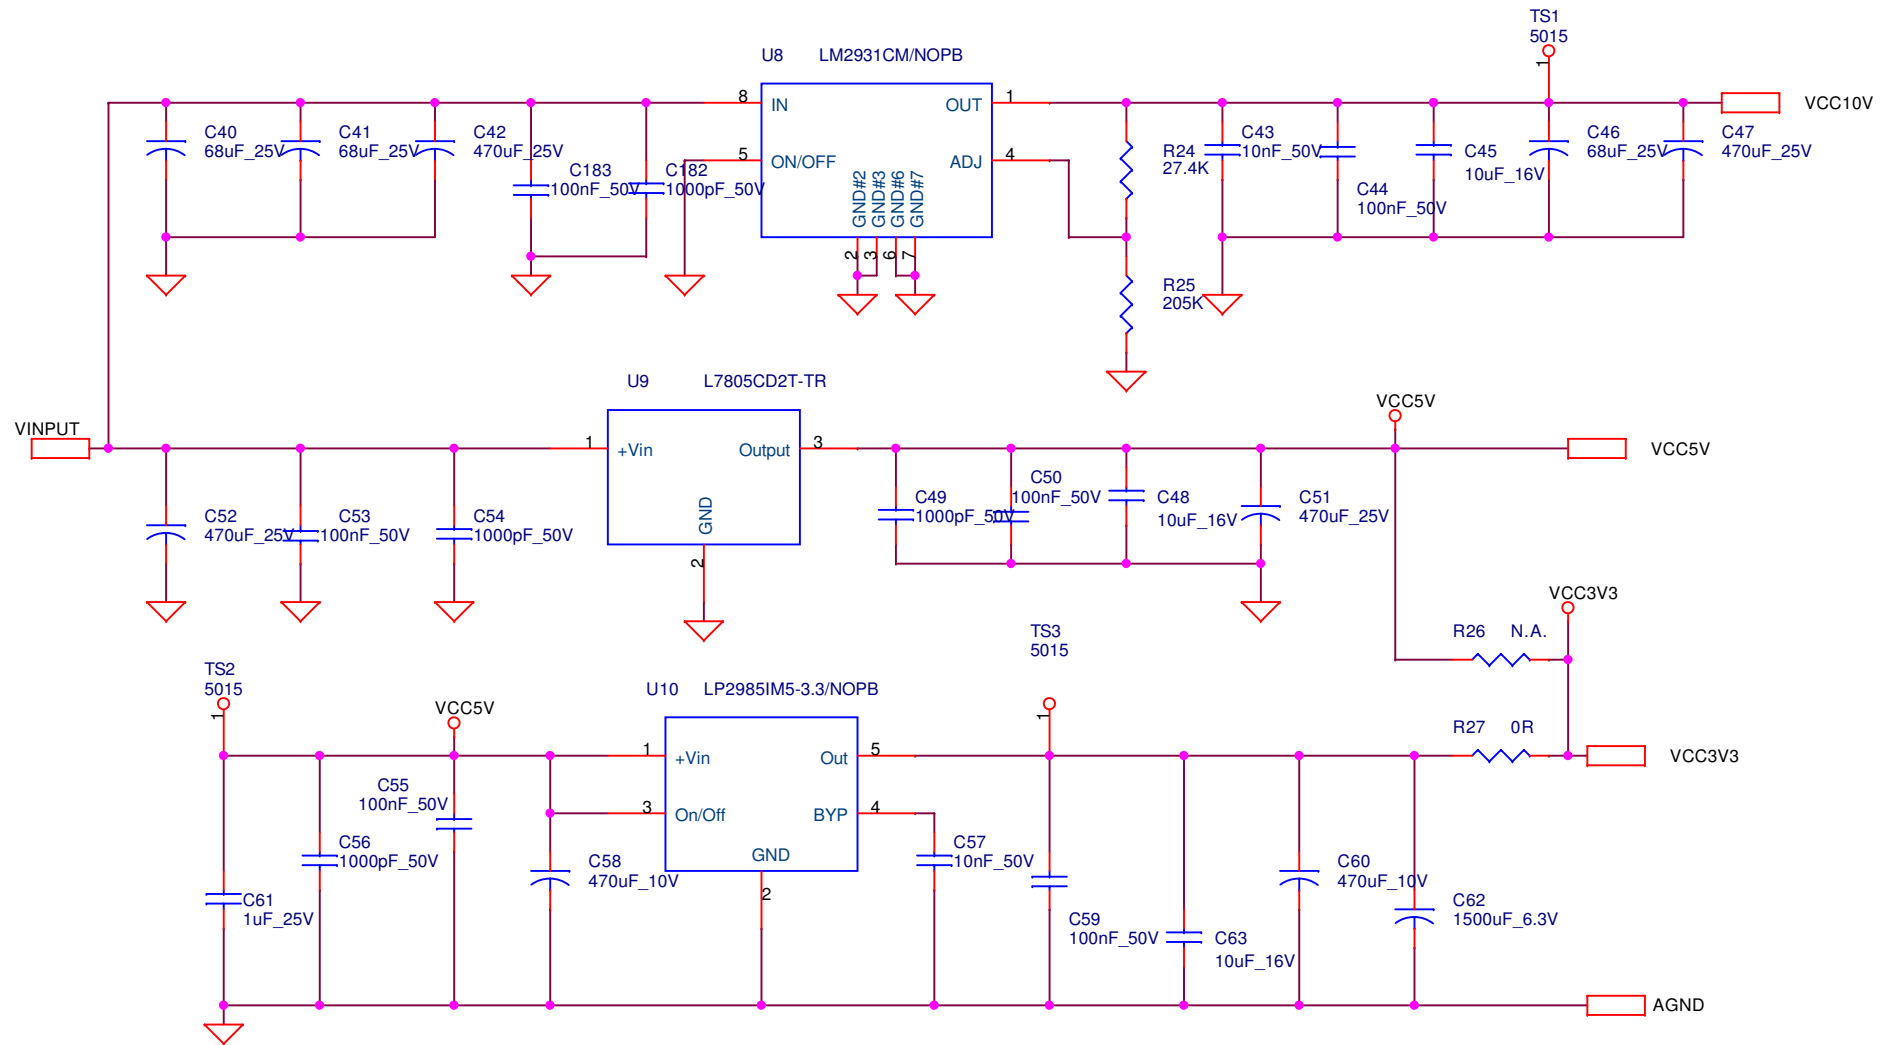 TS1
5015
1
U8 LM2931CM/NOPB
8 IN OUT 1
VCC10V
C40
68uF_25V
C41
68uF_25V
C42
470uF_25V
C183
100nF_50V
C182
1000pF_50V
5 ON/OFF ADJ 4
GND#2
GND#3
GND#6
GND#7
2
3
6
7
R24
27.4K
C43
10nF_50V
C44
100nF_50V
C45
10uF_16V
C46
68uF_25V
C47
470uF_25V
R25
205K
U9 L7805CD2T-TR
VINPUT
1 +Vin Output 3
GND
2
VCC5V
VCC5V
C52
470uF_25V
C53
100nF_50V
C54
1000pF_50V
C49
1000pF_50V
C50
100nF_50V
C48
10uF_16V
C51
470uF_25V
VCC3V3
R26 N.A.
TS3
5015
1
TS2
5015
1
VCC5V
U10 LP2985IM5-3.3/NOPB
1 +Vin Out 5
3 On/Off BYP 4
GND
2
R27 0R
VCC3V3
C55
100nF_50V
C56
1000pF_50V
C61
1uF_25V
C58
470uF_10V
C57
10nF_50V
C59
100nF_50V
C63
10uF_16V
C60
470uF_10V
C62
1500uF_6.3V
AGND